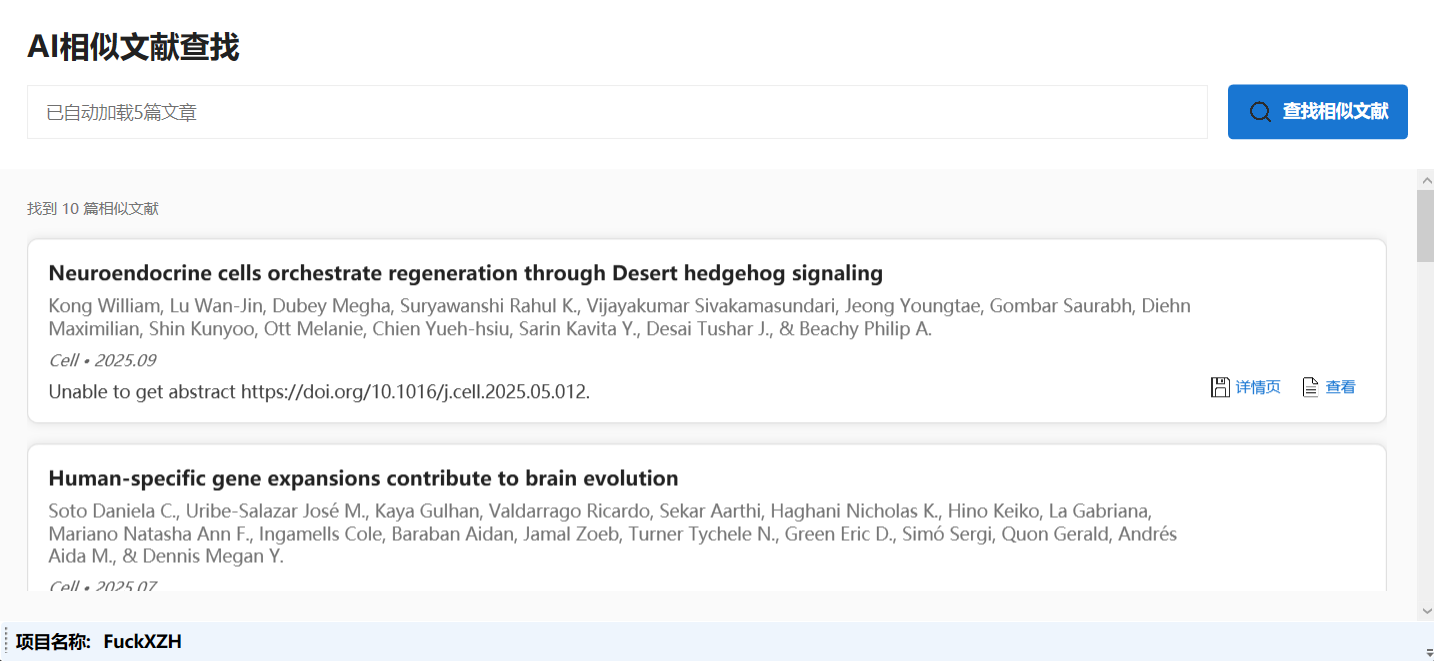 AI相似文献查找
已自动加载5篇文章
查找相似文献
找到 10 篇相似文献
Neuroendocrine cells orchestrate regeneration through Desert hedgehog signaling
Kong William, Lu Wan-Jin, Dubey Megha, Suryawanshi Rahul K., Vijayakumar Sivakamasundari, Jeong Youngtae, Gombar Saurabh, Diehn
Maximilian, Shin Kunyoo, Ott Melanie, Chien Yueh-hsiu, Sarin Kavita Y., Desai Tushar J., & Beachy Philip A.
Cell • 2025.09
Unable to get abstract https://doi.org/10.1016/j.cell.2025.05.012.
详情页 查看
Human-specific gene expansions contribute to brain evolution
Soto Daniela C., Uribe-Salazar José M., Kaya Gulhan, Valdarrago Ricardo, Sekar Aarthi, Haghani Nicholas K., Hino Keiko, La Gabriana,
Mariano Natasha Ann F., Ingamells Cole, Baraban Aidan, Jamal Zoeb, Turner Tychele N., Green Eric D., Simó Sergi, Quon Gerald, Andrés
Aida M., & Dennis Megan Y.
Cell • 2025.07
项目名称: FuckXZH